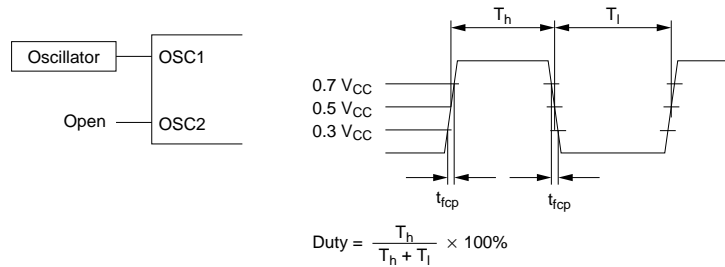 Oscillator
OSC1
Open
OSC2
T_h
T_l
0.7 V_CC
0.5 V_CC
0.3 V_CC
t_fcp
t_fcp
Duty = T_h / (T_h + T_l) × 100%